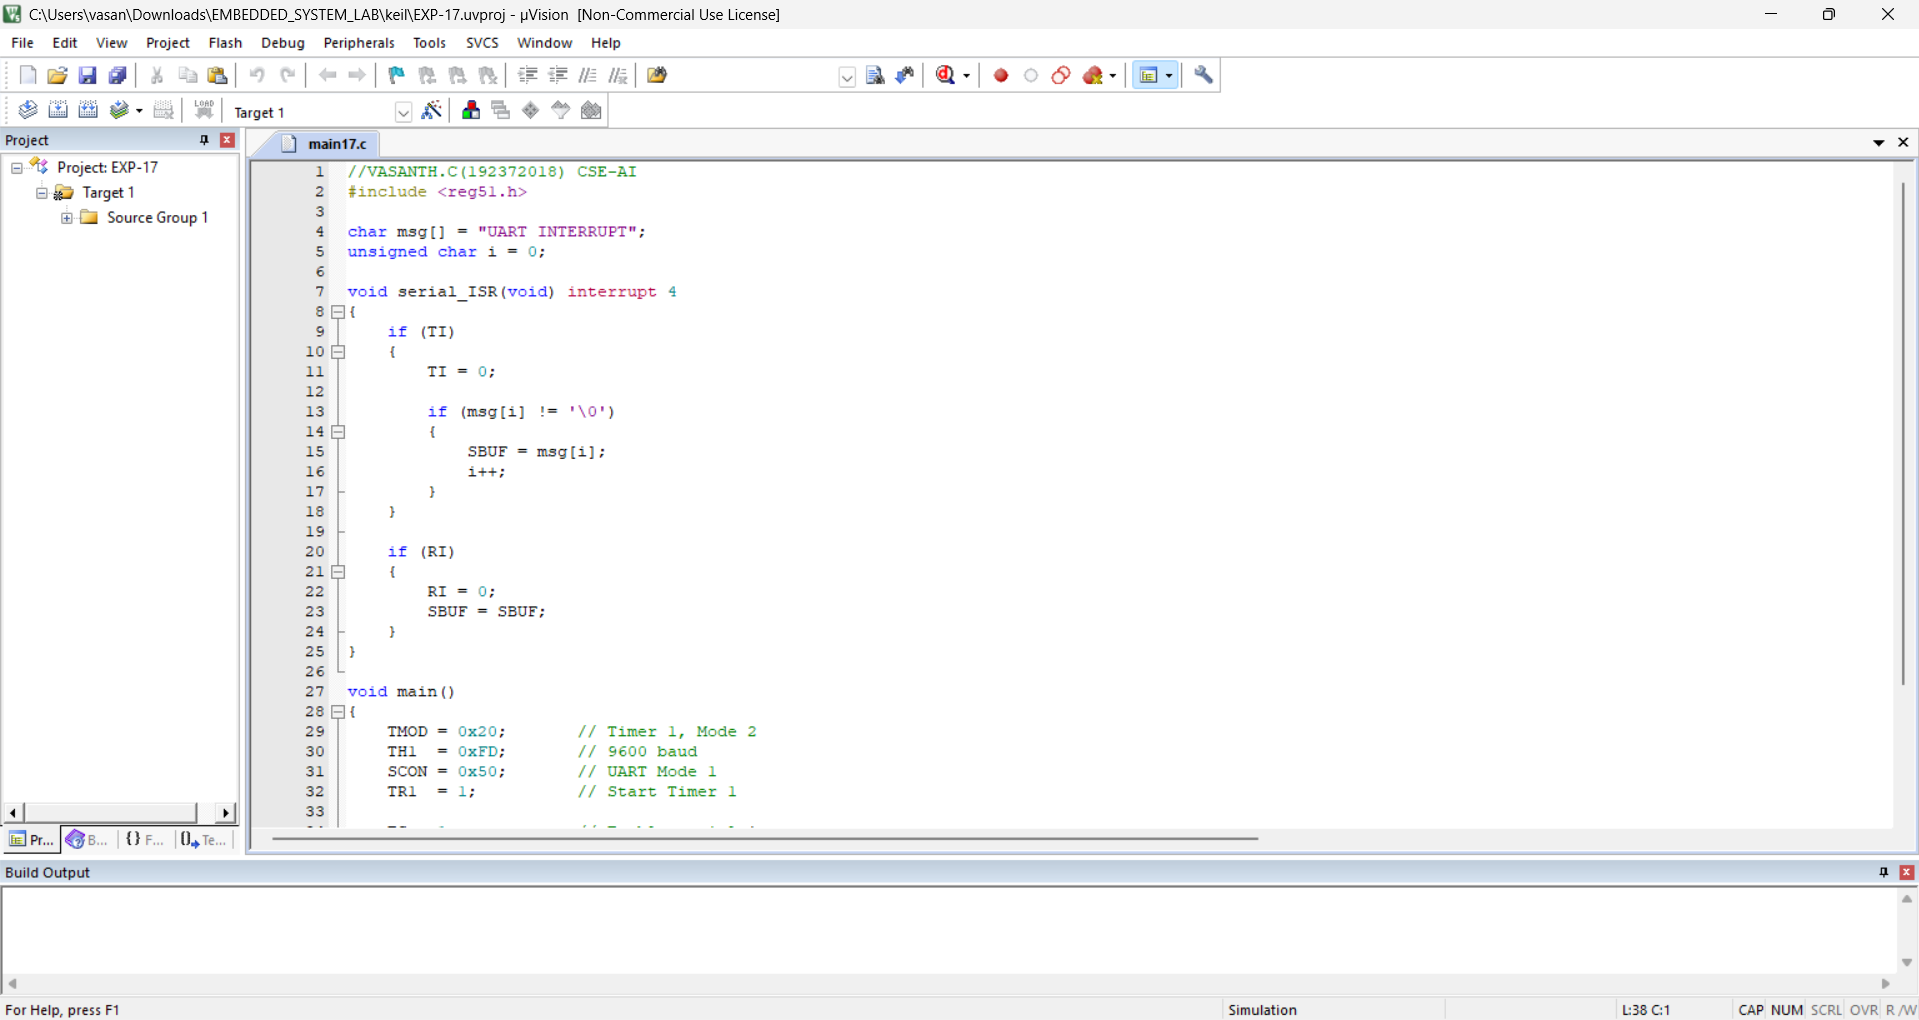 C:\Users\vasan\Downloads\EMBEDDED_SYSTEM_LAB\keil\EXP-17.uvproj - µVision [Non-Commercial Use License]
File Edit View Project Flash Debug Peripherals Tools SVCS Window Help
LOAD Target 1
Project
main17.c
Project: EXP-17
Target 1
Source Group 1
1 //VASANTH.C(192372018) CSE-AI
2 #include <reg51.h>
3
4 char msg[] = "UART INTERRUPT";
5 unsigned char i = 0;
6
7 void serial_ISR(void) interrupt 4
8 {
9     if (TI)
10     {
11         TI = 0;
12
13         if (msg[i] != '\0')
14         {
15             SBUF = msg[i];
16             i++;
17         }
18     }
19
20     if (RI)
21     {
22         RI = 0;
23         SBUF = SBUF;
24     }
25 }
26
27 void main()
28 {
29     TMOD = 0x20;       // Timer 1, Mode 2
30     TH1  = 0xFD;       // 9600 baud
31     SCON = 0x50;       // UART Mode 1
32     TR1  = 1;          // Start Timer 1
33
Pr... B... {} F... Te...
Build Output
For Help, press F1
Simulation
L:38 C:1
CAP NUM SCRL OVR R/W